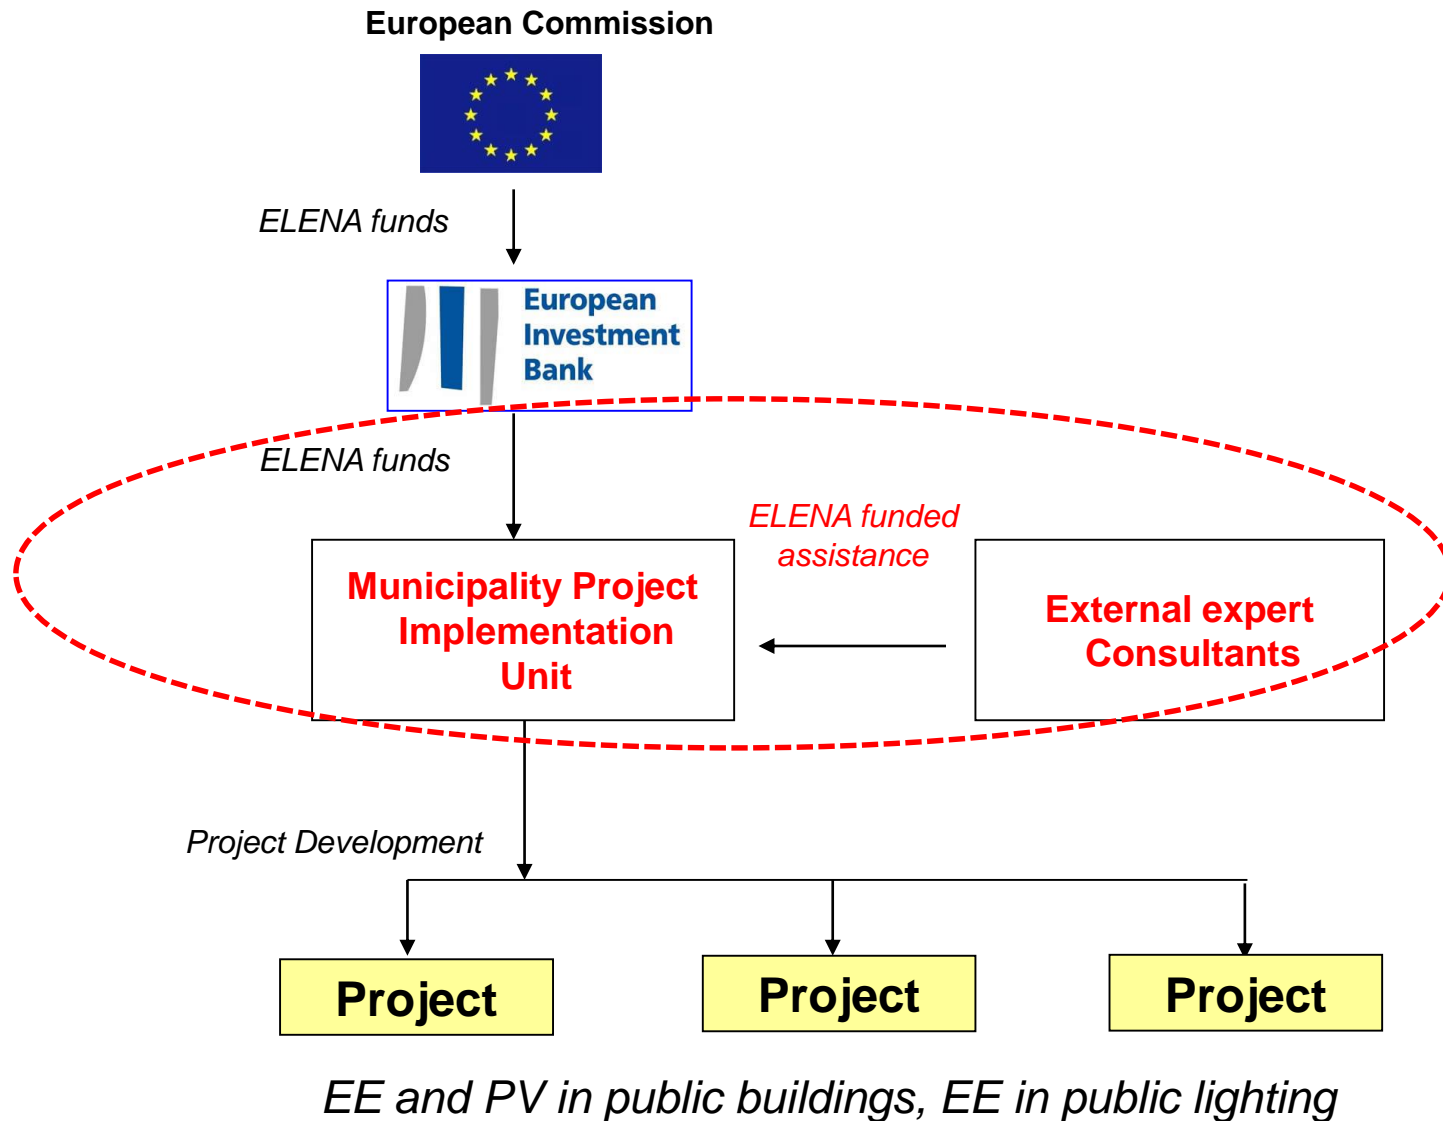 European Commission
ELENA funds
European
Investment
Bank
ELENA funds
ELENA funded
assistance
Municipality Project
Implementation
Unit
External expert
Consultants
Project Development
Project
Project
Project
EE and PV in public buildings, EE in public lighting